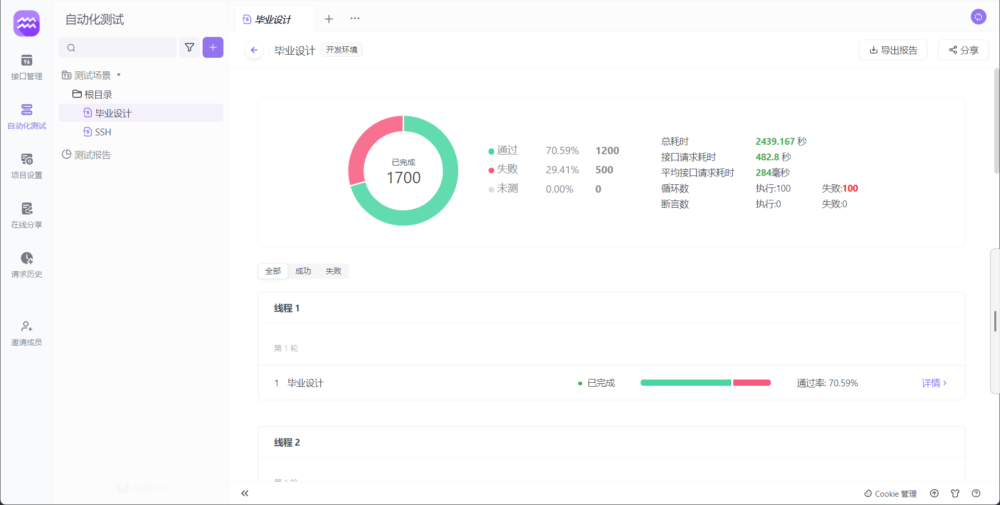 自动化测试
接口管理
自动化测试
项目设置
在线分享
请求历史
邀请成员
测试场景
根目录
毕业设计
SSH
测试报告
Apifox
毕业设计
毕业设计 开发环境
导出报告 分享
已完成
1700
通过 70.59% 1200
失败 29.41% 500
未测 0.00% 0
总耗时 2439.167 秒
接口请求耗时 482.8 秒
平均接口请求耗时 284毫秒
循环数 执行:100 失败:100
断言数 执行:0 失败:0
全部 成功 失败
线程 1
第 1 轮
1 毕业设计 已完成 通过率: 70.59% 详情
线程 2
第 1 轮
Cookie 管理